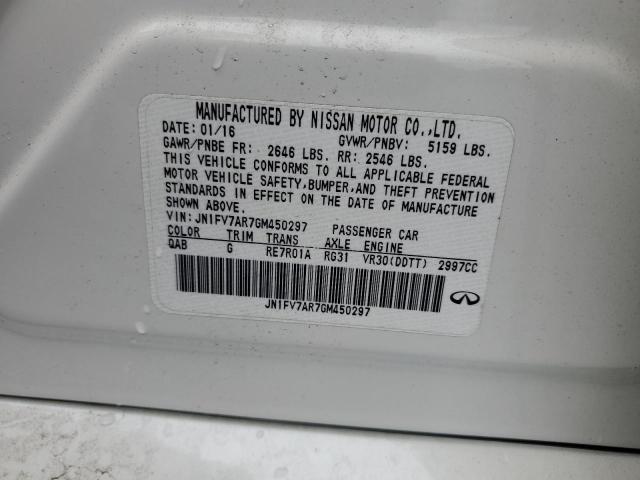 MANUFACTURED BY NISSAN MOTOR CO.,LTD.
DATE: 01/16 GVWR/PNBV: 5159 LBS.
GAWR/PNBE FR: 2646 LBS. RR: 2546 LBS.
THIS VEHICLE CONFORMS TO ALL APPLICABLE FEDERAL
MOTOR VEHICLE SAFETY,BUMPER,AND THEFT PREVENTION
STANDARDS IN EFFECT ON THE DATE OF MANUFACTURE
SHOWN ABOVE.
VIN: JN1FV7AR7GM450297 PASSENGER CAR
COLOR TRIM TRANS AXLE ENGINE
QAB G RE7R01A RG31 VR30(DDTT) 2997CC
JN1FV7AR7GM450297